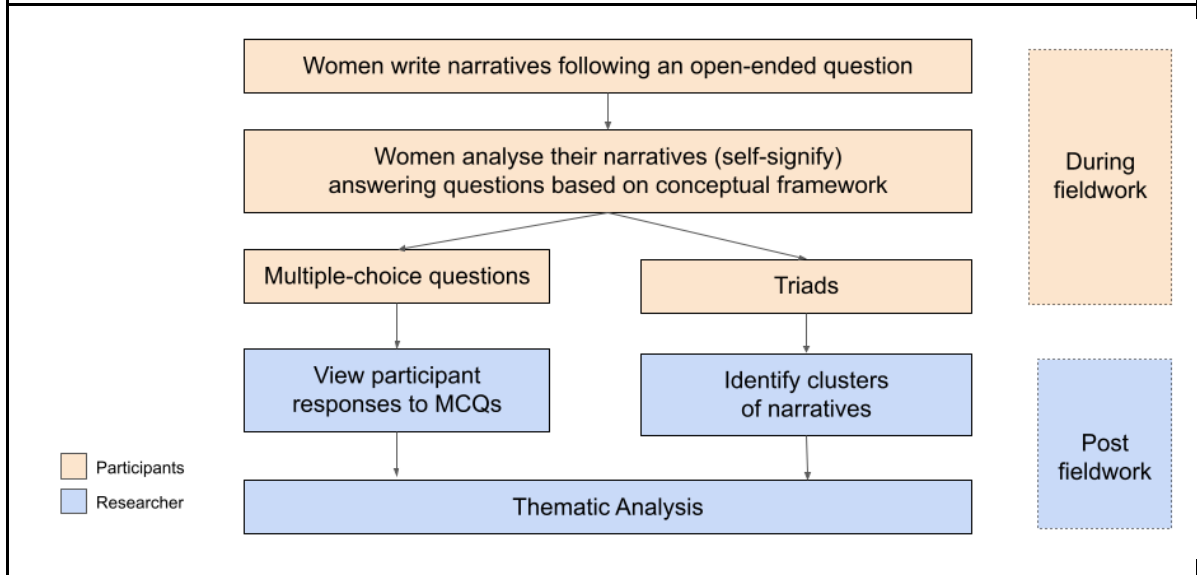 Women write narratives following an open-ended question
Women analyse their narratives (self-signify)
answering questions based on conceptual framework
During
fieldwork
Multiple-choice questions
Triads
View participant
responses to MCQs
Identify clusters
of narratives
Post
fieldwork
Participants
Researcher
Thematic Analysis